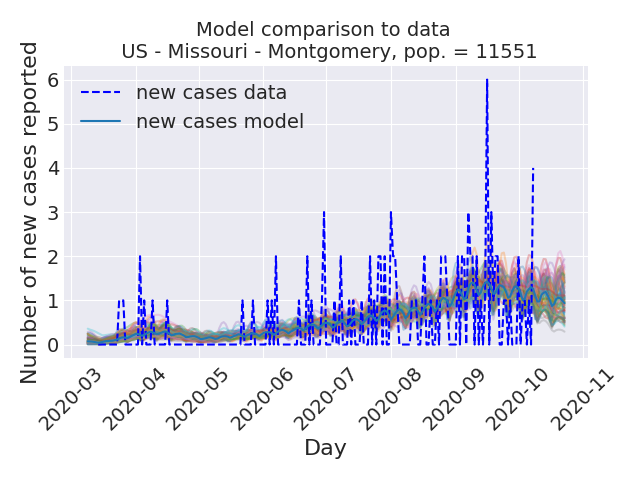 Model comparison to data
US - Missouri - Montgomery, pop. = 11551
Number of new cases reported
6
5
4
3
2
1
0
new cases data
new cases model
2020-03
2020-04
2020-05
2020-06
2020-07
2020-08
2020-09
2020-10
2020-11
Day